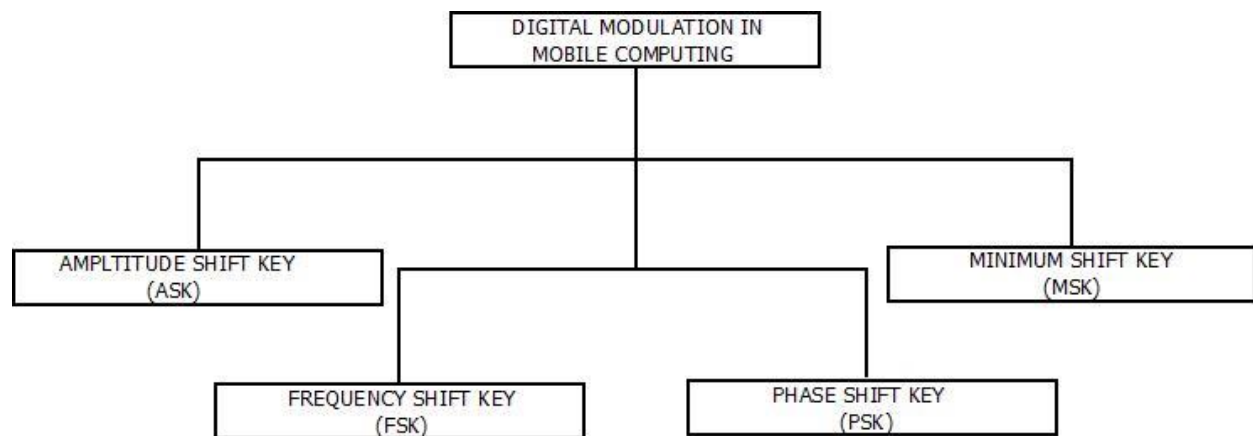 DIGITAL MODULATION IN
MOBILE COMPUTING
AMPLTITUDE SHIFT KEY
(ASK)
MINIMUM SHIFT KEY
(MSK)
FREQUENCY SHIFT KEY
(FSK)
PHASE SHIFT KEY
(PSK)